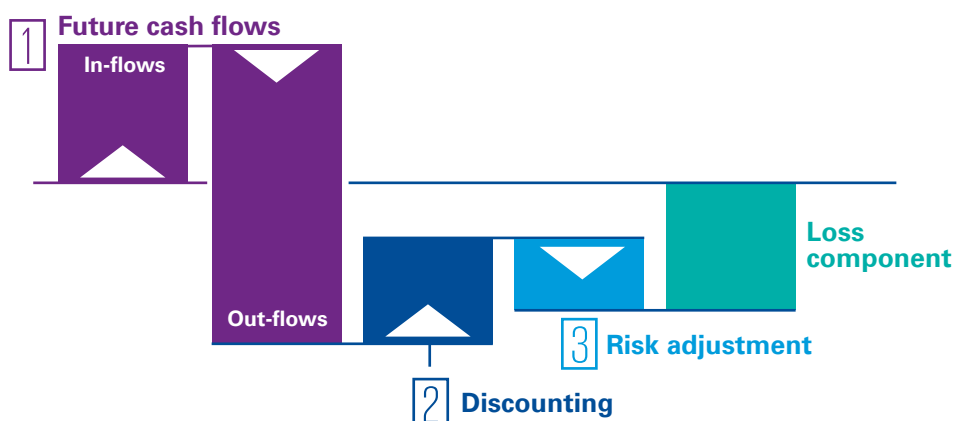 1 Future cash flows
In-flows
Out-flows
Loss
component
3 Risk adjustment
2 Discounting